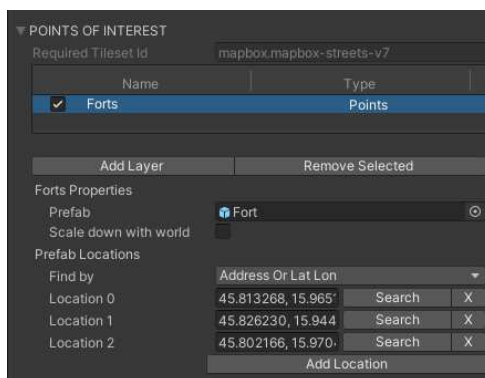 POINTS OF INTEREST
Required Tileset Id mapbox.mapbox-streets-v7
Name Type
Forts Points
Add Layer Remove Selected
Forts Properties
Prefab Fort
Scale down with world
Prefab Locations
Find by Address Or Lat Lon
Location 0 45.813268, 15.965 Search X
Location 1 45.826230, 15.944 Search X
Location 2 45.802166, 15.970 Search X
Add Location